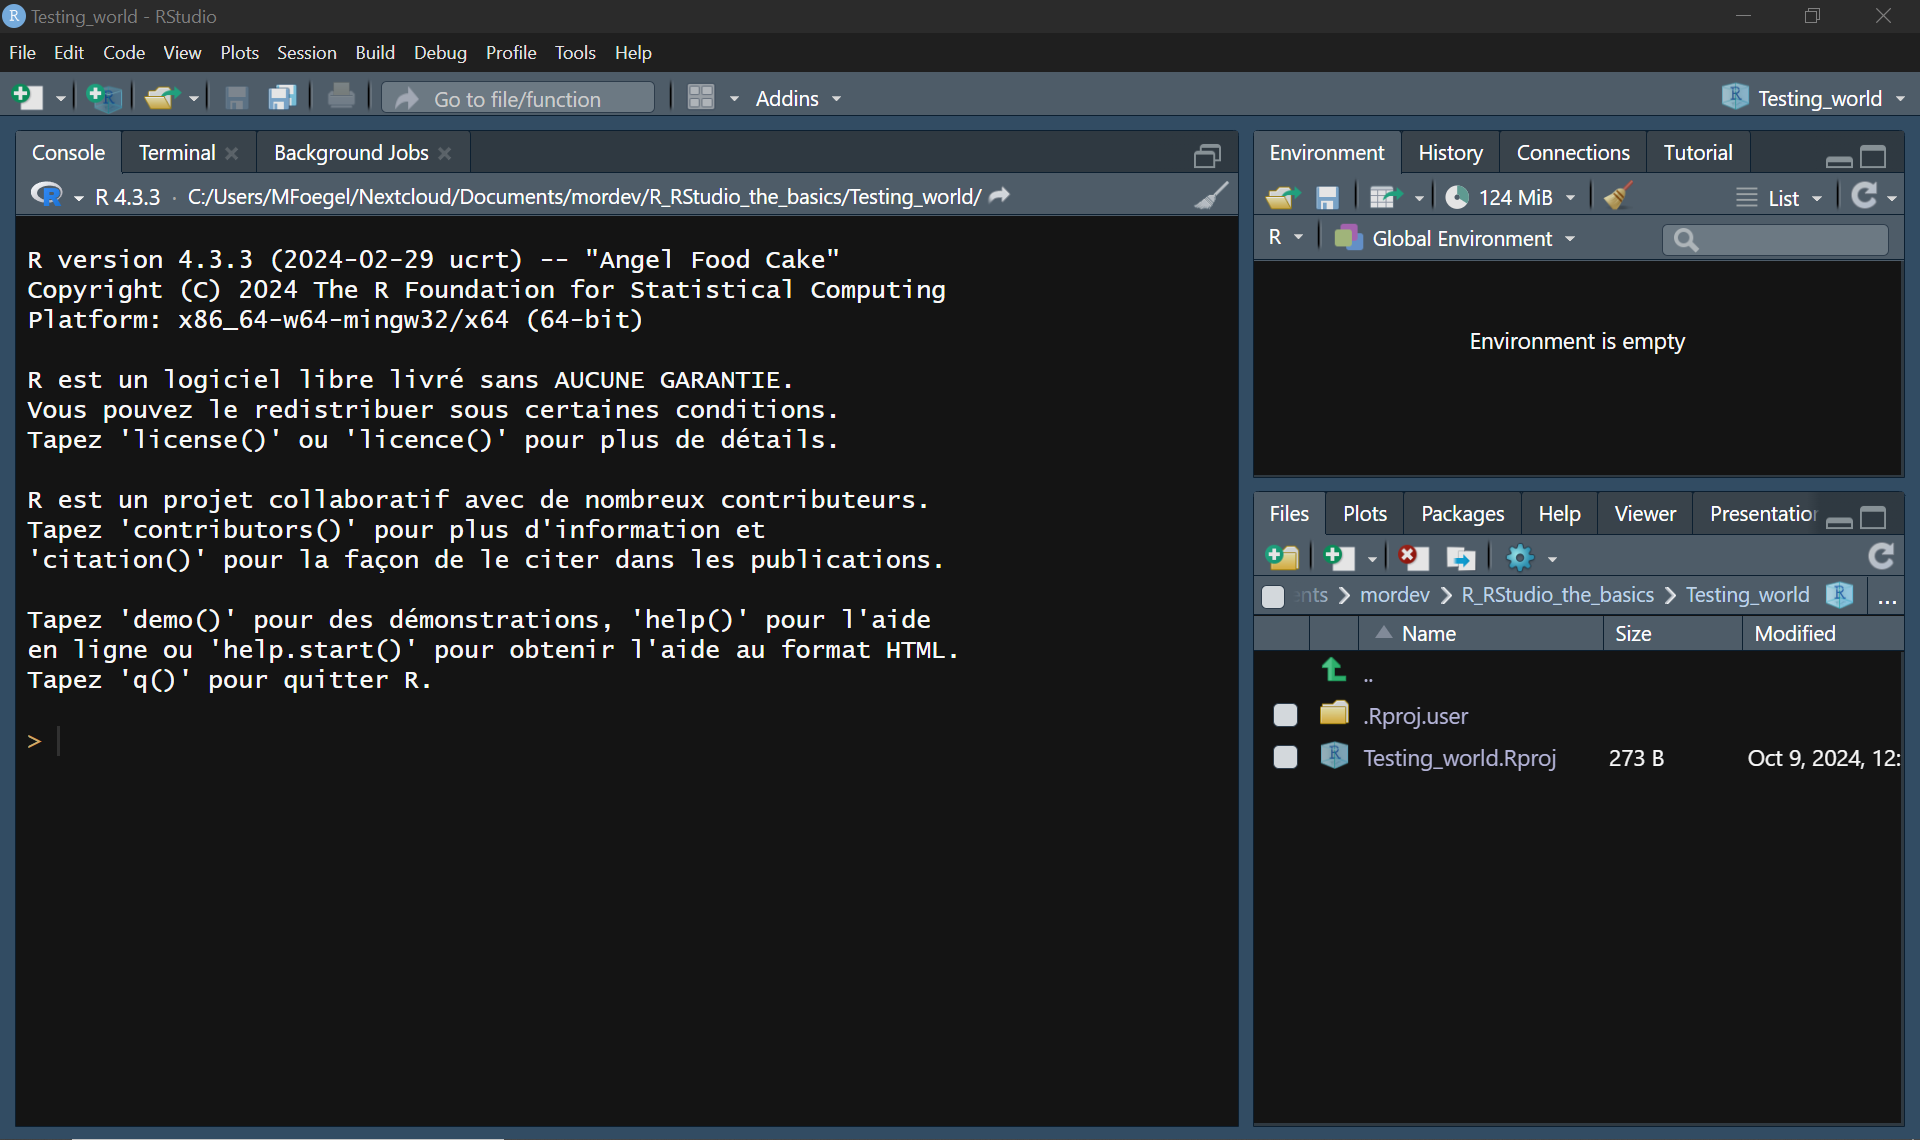 Testing_world - RStudio
File Edit Code View Plots Session Build Debug Profile Tools Help
Go to file/function Addins Testing_world
Console Terminal Background Jobs
R 4.3.3 · C:/Users/MFoegel/Nextcloud/Documents/mordev/R_RStudio_the_basics/Testing_world/
R version 4.3.3 (2024-02-29 ucrt) -- "Angel Food Cake"
Copyright (C) 2024 The R Foundation for Statistical Computing
Platform: x86_64-w64-mingw32/x64 (64-bit)
R est un logiciel libre livré sans AUCUNE GARANTIE.
Vous pouvez le redistribuer sous certaines conditions.
Tapez 'license()' ou 'licence()' pour plus de détails.
R est un projet collaboratif avec de nombreux contributeurs.
Tapez 'contributors()' pour plus d'information et
'citation()' pour la façon de le citer dans les publications.
Tapez 'demo()' pour des démonstrations, 'help()' pour l'aide
en ligne ou 'help.start()' pour obtenir l'aide au format HTML.
Tapez 'q()' pour quitter R.
>
Environment History Connections Tutorial
124 MiB List
R Global Environment
Environment is empty
Files Plots Packages Help Viewer Presentation
ents > mordev > R_RStudio_the_basics > Testing_world ...
Name Size Modified
..
.Rproj.user
Testing_world.Rproj 273 B Oct 9, 2024, 12: